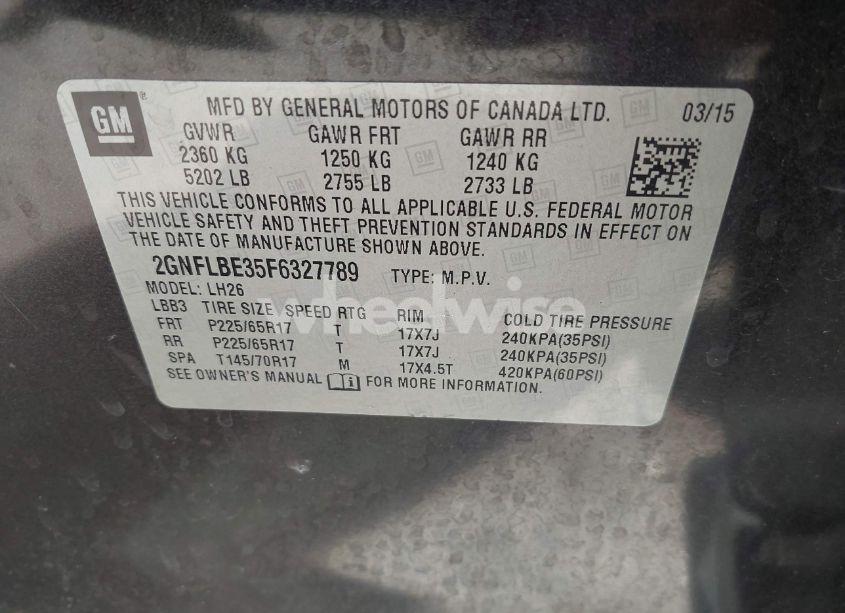 GM
MFD BY GENERAL MOTORS OF CANADA LTD. 03/15
GVWR GAWR FRT GAWR RR
2360 KG 1250 KG 1240 KG
5202 LB 2755 LB 2733 LB
THIS VEHICLE CONFORMS TO ALL APPLICABLE U.S. FEDERAL MOTOR
VEHICLE SAFETY AND THEFT PREVENTION STANDARDS IN EFFECT ON
THE DATE OF MANUFACTURE SHOWN ABOVE.
2GNFLBE35F6327789 TYPE: M.P.V.
MODEL: LH26
LBB3 TIRE SIZE SPEED RTG RIM COLD TIRE PRESSURE
FRT P225/65R17 T 17X7J 240KPA(35PSI)
RR P225/65R17 T 17X7J 240KPA(35PSI)
SPA T145/70R17 M 17X4.5T 420KPA(60PSI)
SEE OWNER'S MANUAL FOR MORE INFORMATION.
wheelwise